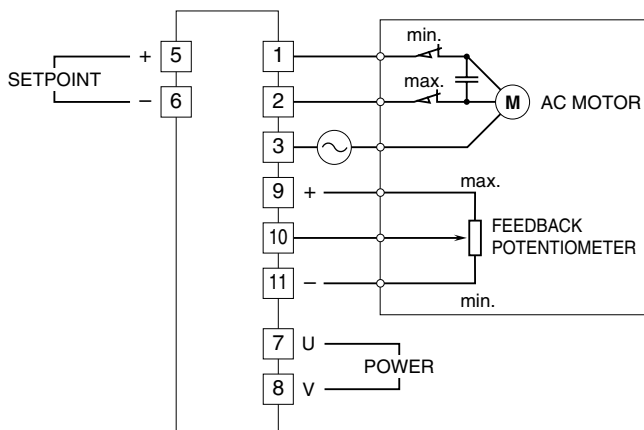 SETPOINT
+ 5
− 6
1
2
3
9 +
10
11 −
7 U
8 V
POWER
min.
max.
M
AC MOTOR
max.
FEEDBACK
POTENTIOMETER
min.